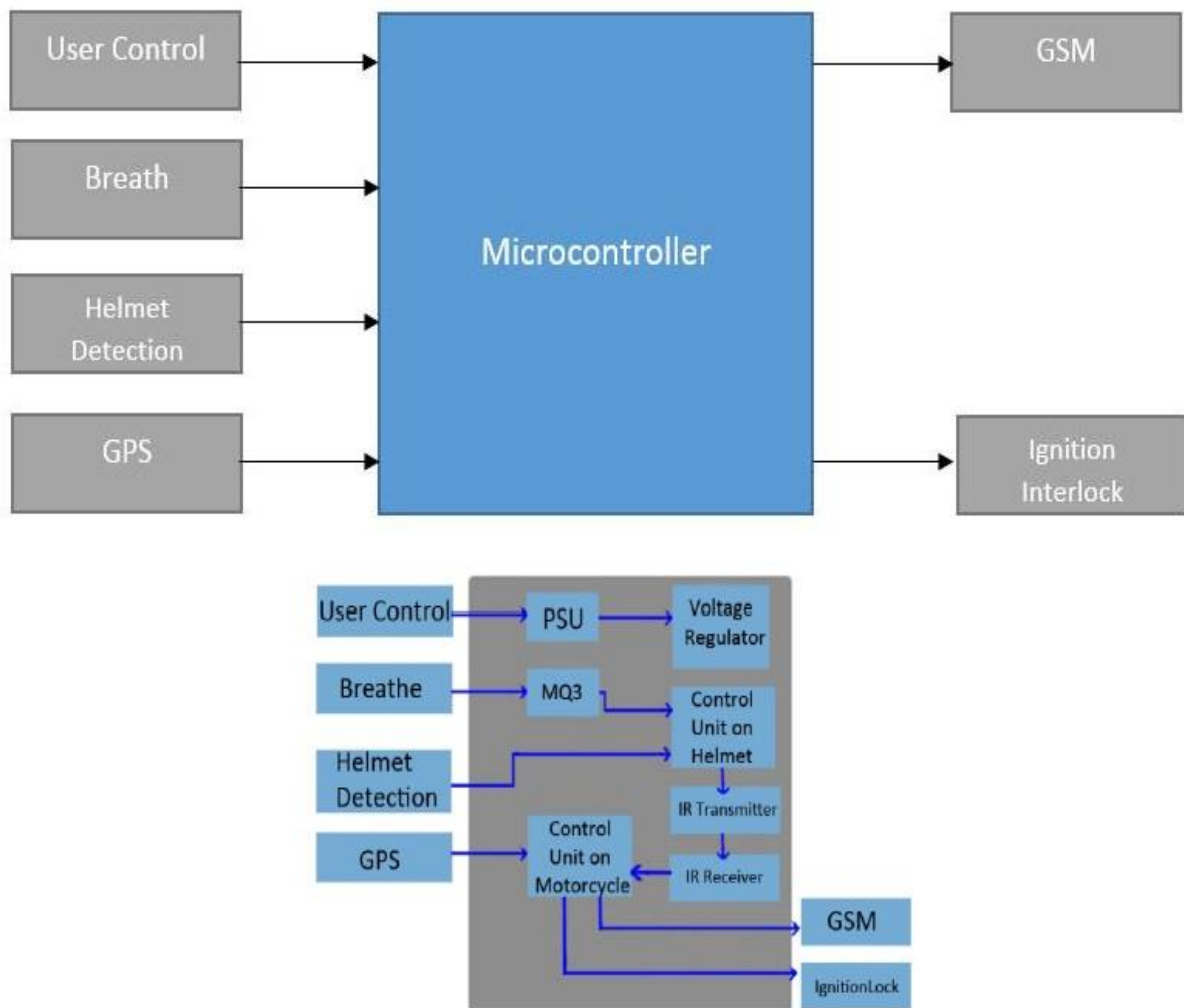 User Control
GSM
Breath
Microcontroller
Helmet
Detection
GPS
Ignition
Interlock
User Control
PSU
Voltage
Regulator
Breathe
MQ3
Control
Unit on
Helmet
Helmet
Detection
IR Transmitter
GPS
Control
Unit on
Motorcycle
IR Receiver
GSM
IgnitionLock